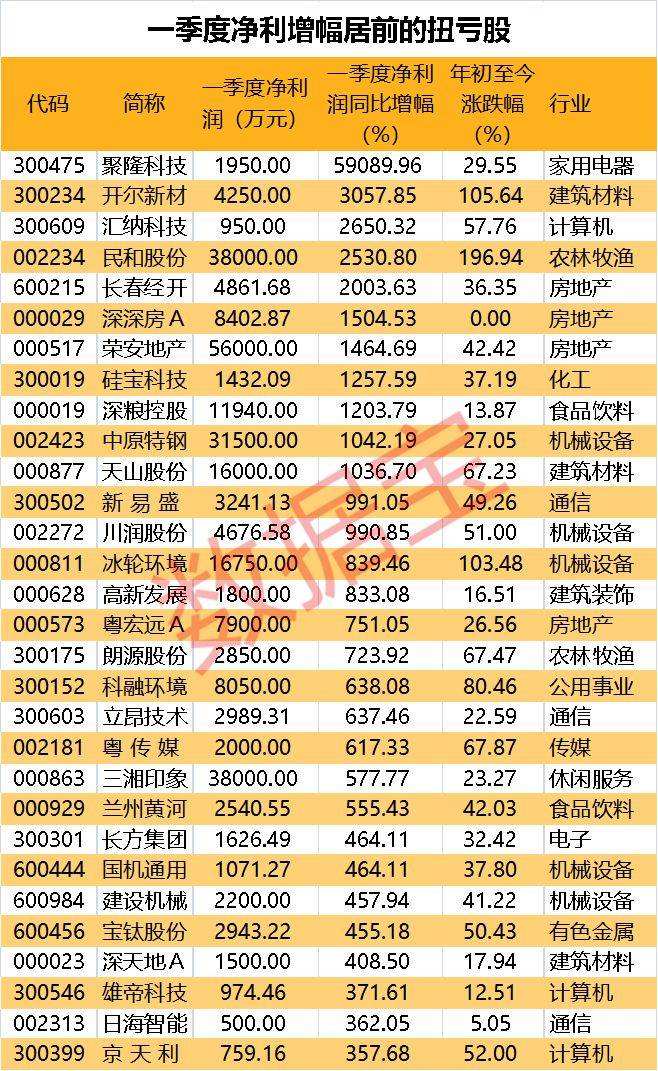 一季度净利增幅居前的扭亏股
代码 简称 一季度净利润（万元） 一季度净利润同比增幅（%） 年初至今涨跌幅（%） 行业
300475 聚隆科技 1950.00 59089.96 29.55 家用电器
300234 开尔新材 4250.00 3057.85 105.64 建筑材料
300609 汇纳科技 950.00 2650.32 57.76 计算机
002234 民和股份 38000.00 2530.80 196.94 农林牧渔
600215 长春经开 4861.68 2003.63 36.35 房地产
000029 深深房Ａ 8402.87 1504.53 0.00 房地产
000517 荣安地产 56000.00 1464.69 42.42 房地产
300019 硅宝科技 1432.09 1257.59 37.19 化工
000019 深粮控股 11940.00 1203.79 13.87 食品饮料
002423 中原特钢 31500.00 1042.19 27.05 机械设备
000877 天山股份 16000.00 1036.70 67.23 建筑材料
300502 新 易 盛 3241.13 991.05 49.26 通信
002272 川润股份 4676.58 990.85 51.00 机械设备
000811 冰轮环境 16750.00 839.46 103.48 机械设备
000628 高新发展 1800.00 833.08 16.51 建筑装饰
000573 粤宏远Ａ 7900.00 751.05 26.56 房地产
300175 朗源股份 2850.00 723.92 67.47 农林牧渔
300152 科融环境 8050.00 638.08 80.46 公用事业
300603 立昂技术 2989.31 637.46 22.59 通信
002181 粤 传 媒 2000.00 617.33 67.87 传媒
000863 三湘印象 38000.00 577.77 23.27 休闲服务
000929 兰州黄河 2540.55 555.43 42.03 食品饮料
300301 长方集团 1626.49 464.11 32.42 电子
600444 国机通用 1071.27 464.11 37.80 机械设备
600984 建设机械 2200.00 457.94 41.22 机械设备
600456 宝钛股份 2943.22 455.18 50.43 有色金属
000023 深天地Ａ 1500.00 408.50 17.94 建筑材料
300546 雄帝科技 974.46 371.61 12.51 计算机
002313 日海智能 500.00 362.05 5.05 通信
300399 京 天 利 759.16 357.68 52.00 计算机
数据宝